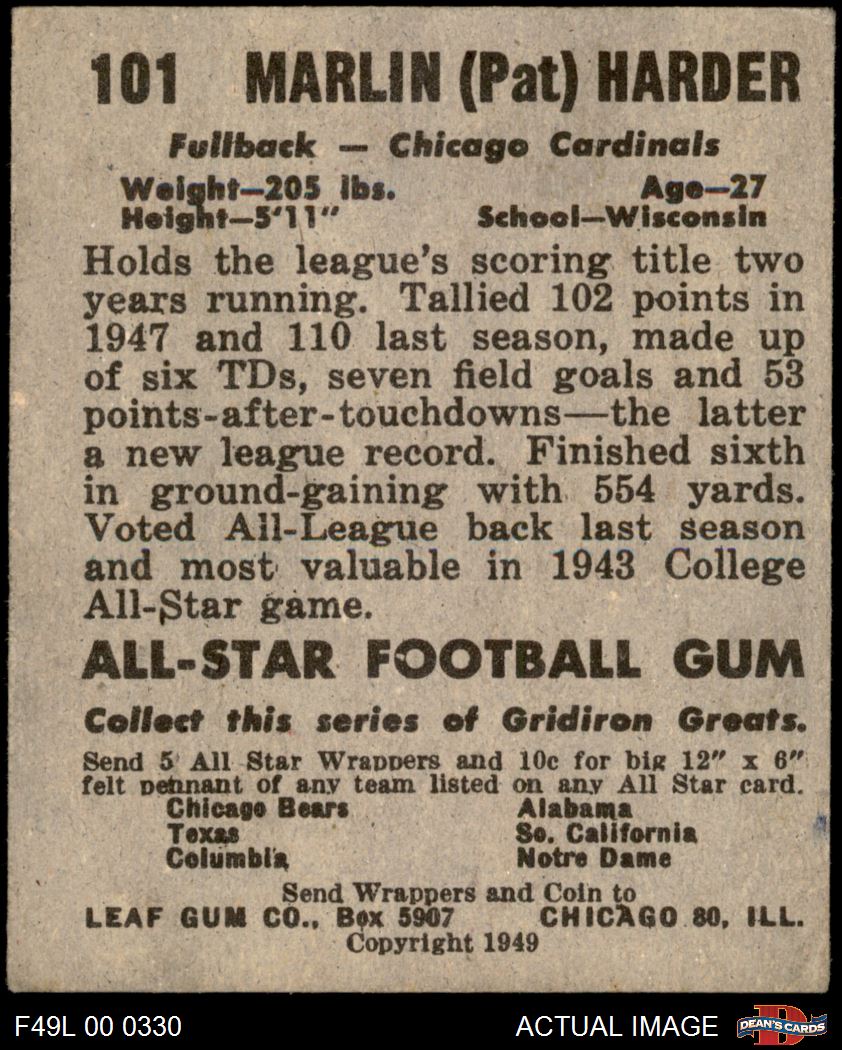 101 MARLIN (Pat) HARDER
Fullback — Chicago Cardinals
Weight—205 lbs. Age—27
Height—5'11" School—Wisconsin
Holds the league's scoring title two
years running. Tallied 102 points in
1947 and 110 last season, made up
of six TDs, seven field goals and 53
points-after-touchdowns—the latter
a new league record. Finished sixth
in ground-gaining with 554 yards.
Voted All-League back last season
and most valuable in 1943 College
All-Star game.
ALL-STAR FOOTBALL GUM
Collect this series of Gridiron Greats.
Send 5 All Star Wrappers and 10c for big 12" x 6"
felt pennant of any team listed on any All Star card.
Chicago Bears Alabama
Texas So. California
Columbia Notre Dame
Send Wrappers and Coin to
LEAF GUM CO., Box 5907 CHICAGO 80, ILL.
Copyright 1949
F49L 00 0330 ACTUAL IMAGE D DEAN'S CARDS